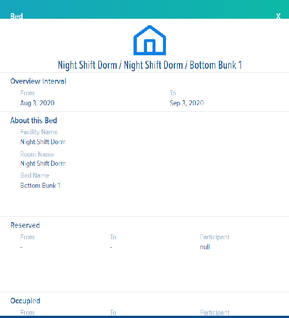 Bed X
Night Shift Dorm / Night Shift Dorm / Bottom Bunk 1
Overview Interval
From To
Aug 3, 2020 Sep 3, 2020
About this Bed
Facility Name
Night Shift Dorm
Room Name
Night Shift Dorm
Bed Name
Bottom Bunk 1
Reserved
From To Participant
- - null
Occupied
From To Participant